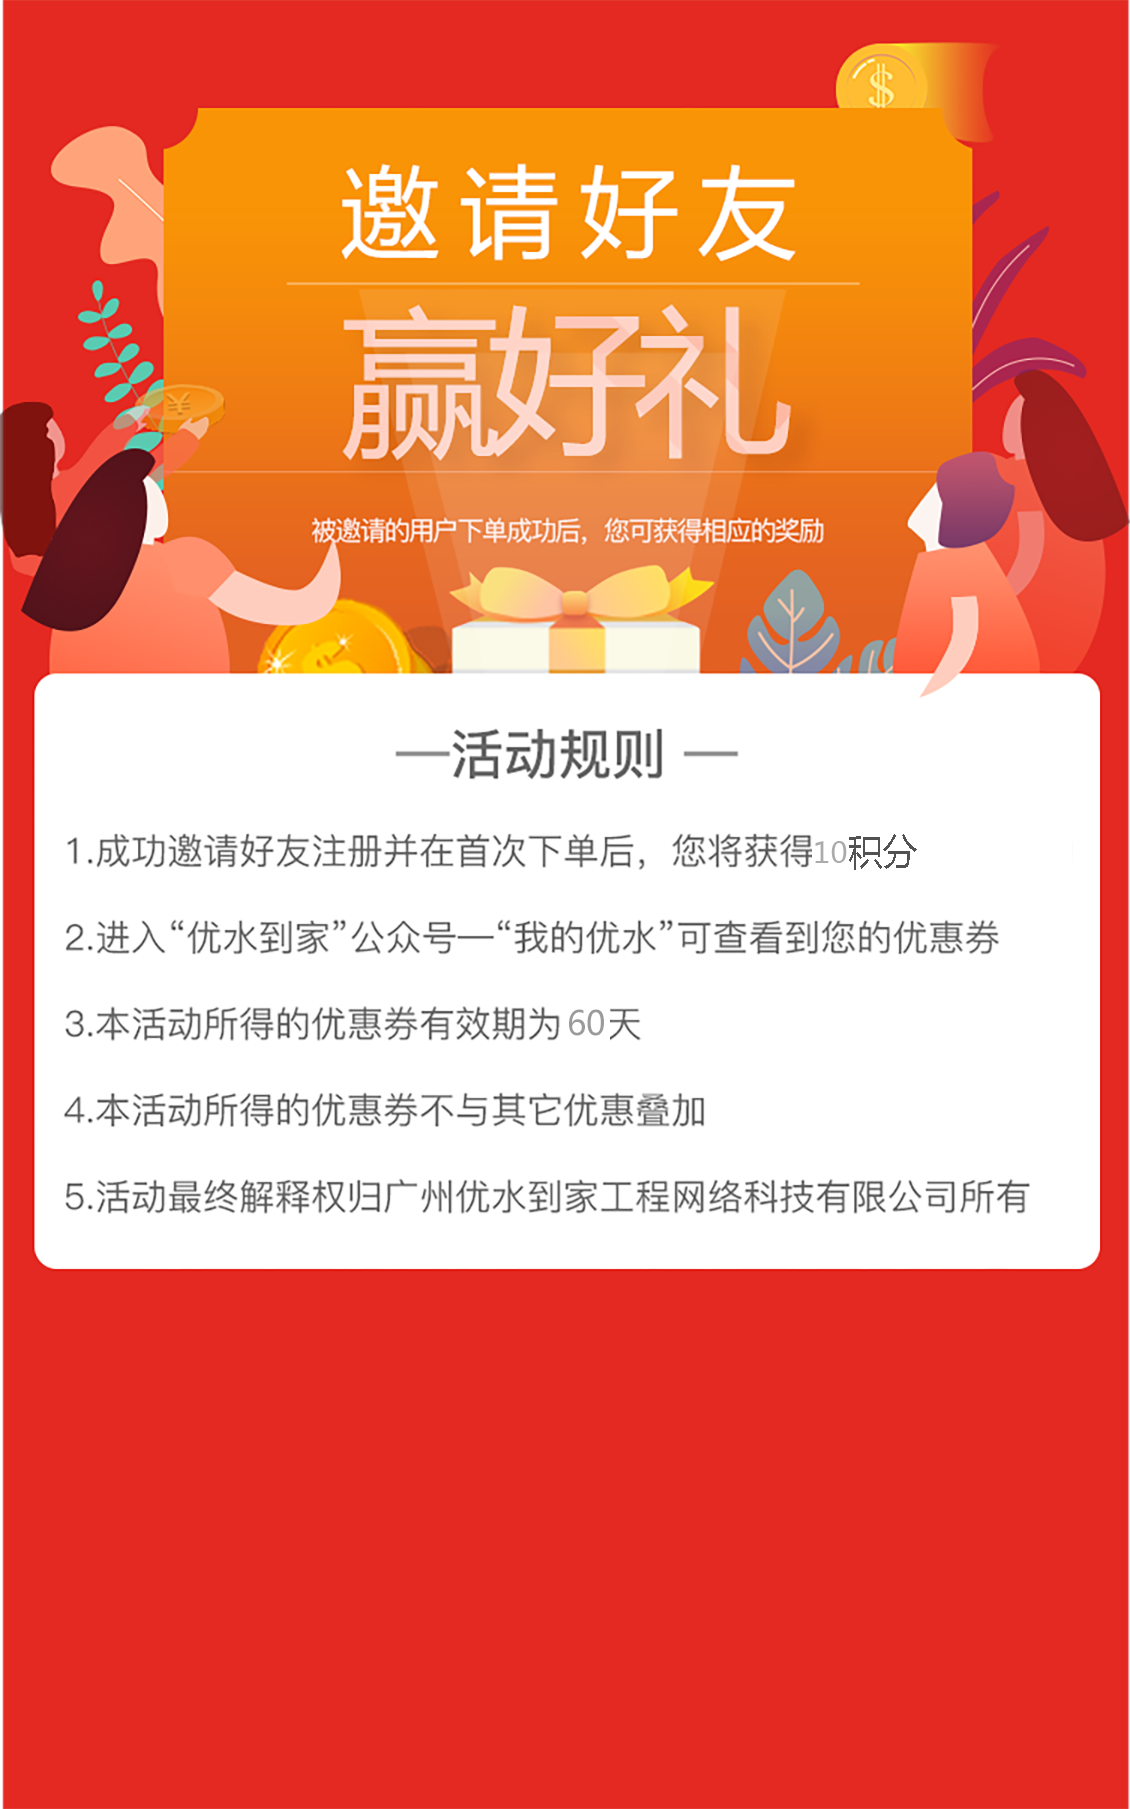 邀请好友
赢好礼
被邀请的用户下单成功后，您可获得相应的奖励
—活动规则 —
1.成功邀请好友注册并在首次下单后，您将获得10积分
2.进入“优水到家”公众号—“我的优水”可查看到您的优惠券
3.本活动所得的优惠券有效期为60天
4.本活动所得的优惠券不与其它优惠叠加
5.活动最终解释权归广州优水到家工程网络科技有限公司所有